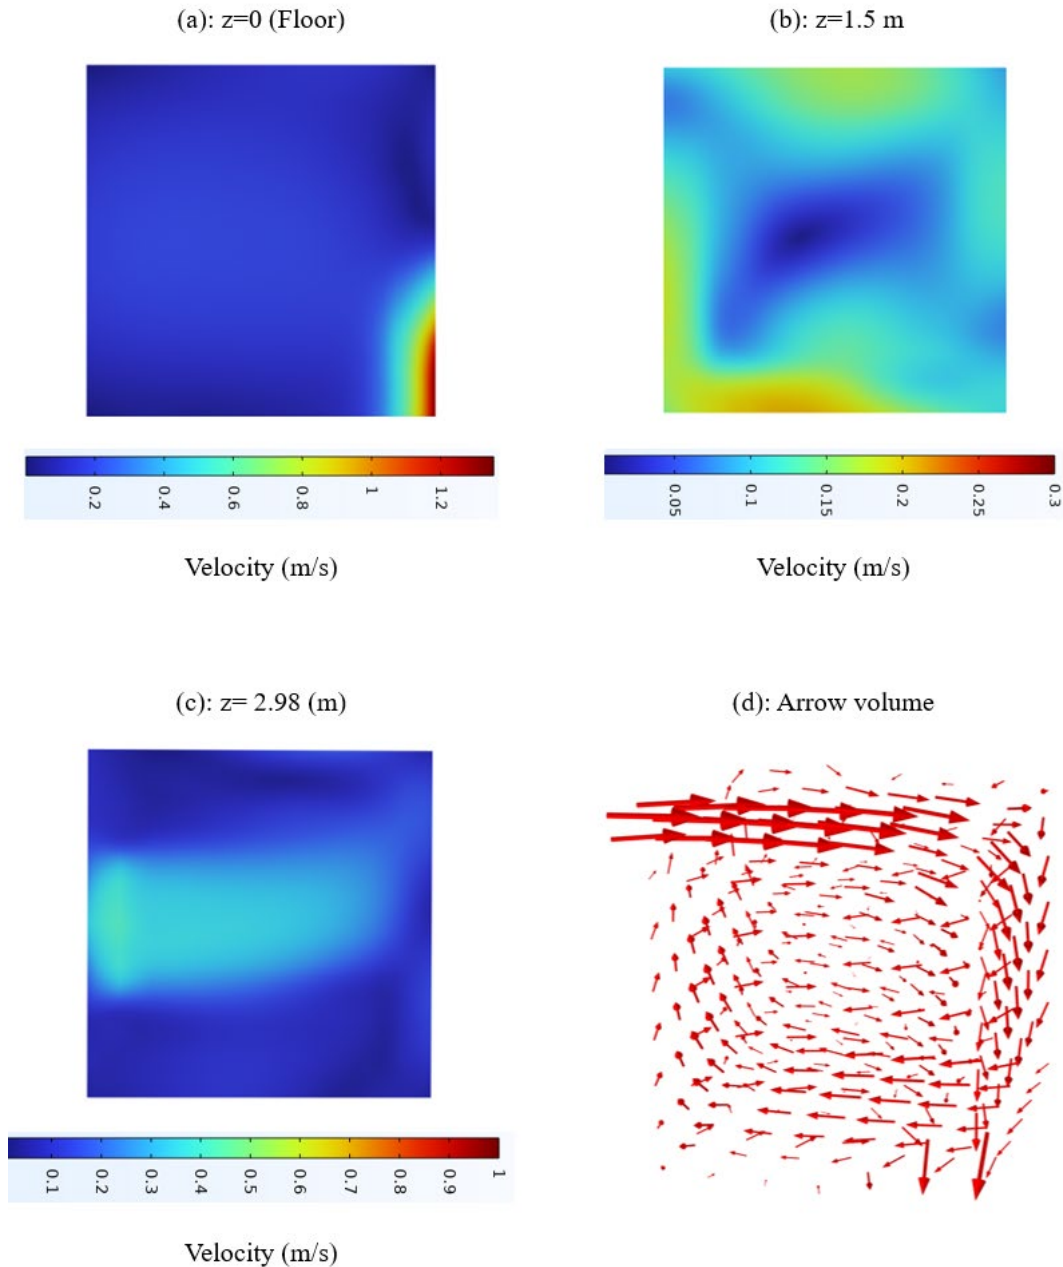 (a): z=0 (Floor)
(b): z=1.5 m
0.2 0.4 0.6 0.8 1 1.2
0.05 0.1 0.15 0.2 0.25 0.3
Velocity (m/s)
Velocity (m/s)
(c): z= 2.98 (m)
(d): Arrow volume
0.1 0.2 0.3 0.4 0.5 0.6 0.7 0.8 0.9 1
Velocity (m/s)